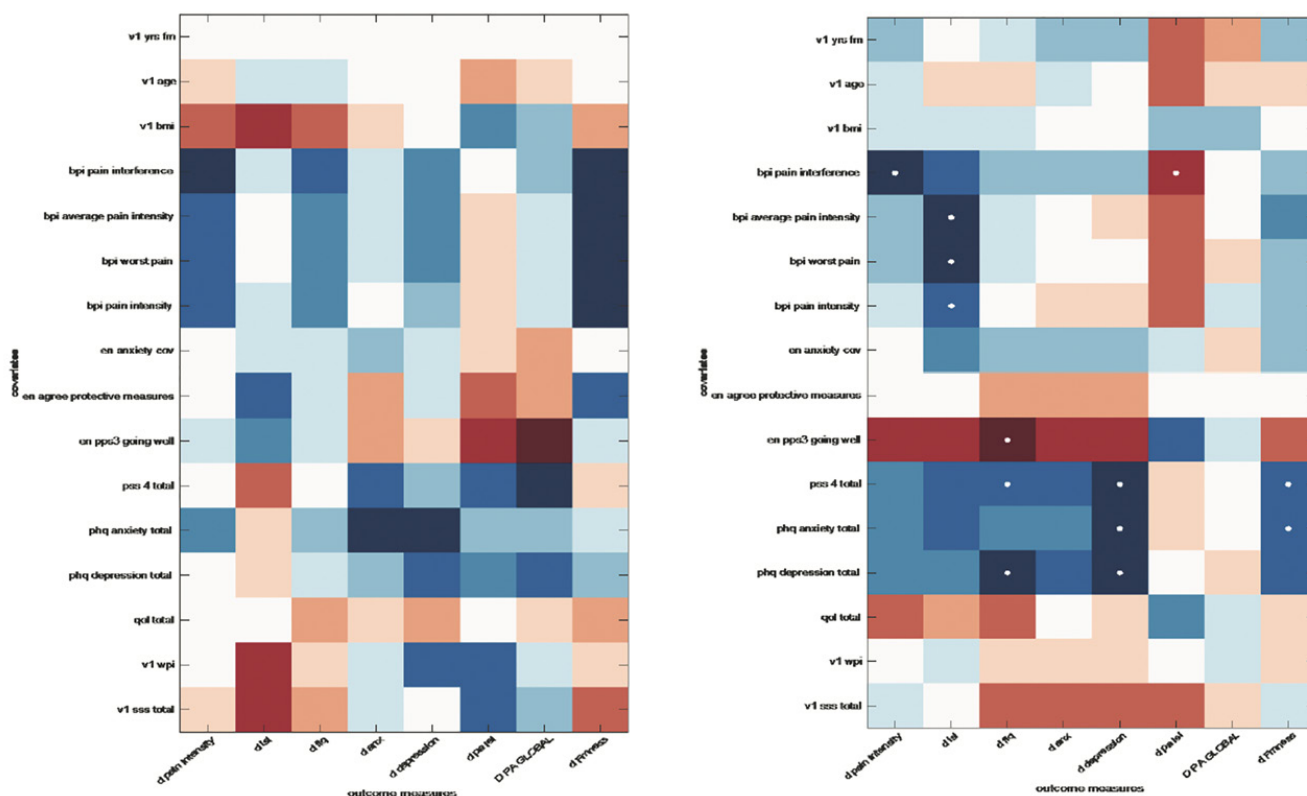 v1 yrs fm
v1 age
v1 bmi
bpi pain interference
bpi average pain intensity
bpi worst pain
bpi pain intensity
en anxiety cov
en agree protective measures
en pps3 going well
pss 4 total
phq anxiety total
phq depression total
qol total
v1 wpi
v1 sss total
covariates
d pain intensity
d isi
d fiq
d anx
d depression
D PA GLOBAL
outcome measures
v1 yrs fm
v1 age
v1 bmi
bpi pain interference
bpi average pain intensity
bpi worst pain
bpi pain intensity
en anxiety cov
en agree protective measures
en pps3 going well
pss 4 total
phq anxiety total
phq depression total
qol total
v1 wpi
v1 sss total
covariates
d pain intensity
d isi
d fiq
d anx
d depression
D PA GLOBAL
outcome measures